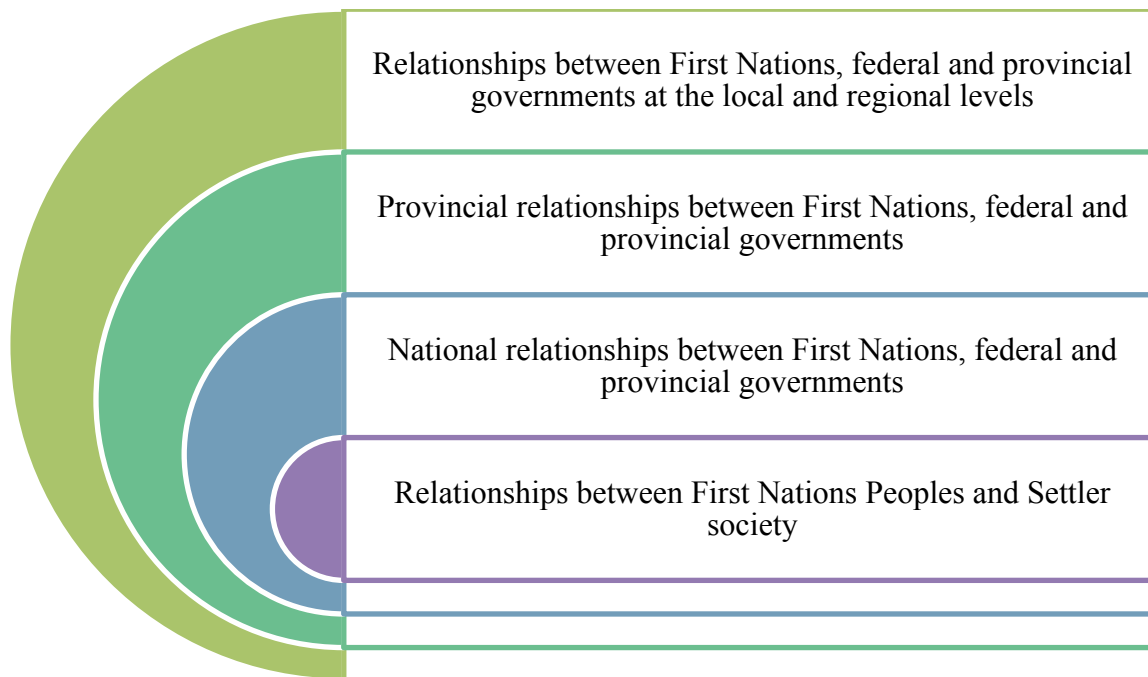 Relationships between First Nations, federal and provincial
governments at the local and regional levels
Provincial relationships between First Nations, federal and
provincial governments
National relationships between First Nations, federal and
provincial governments
Relationships between First Nations Peoples and Settler
society